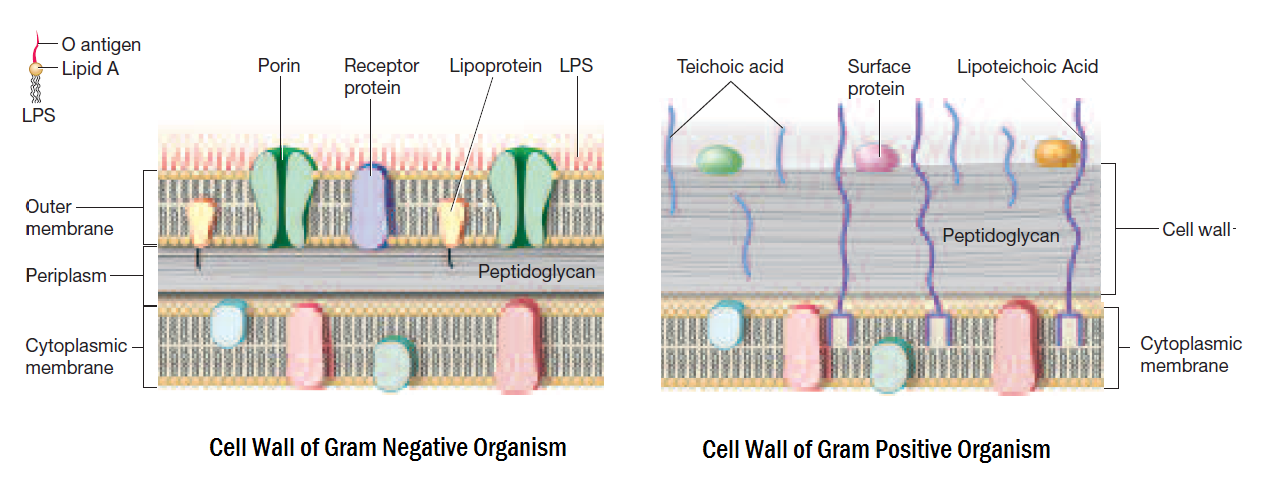 O antigen
Lipid A
LPS
Porin
Receptor
protein
Lipoprotein
LPS
Outer
membrane
Periplasm
Peptidoglycan
Cytoplasmic
membrane
Cell Wall of Gram Negative Organism
Teichoic acid
Surface
protein
Lipoteichoic Acid
Peptidoglycan
Cell wall-
Cytoplasmic
membrane
Cell Wall of Gram Positive Organism